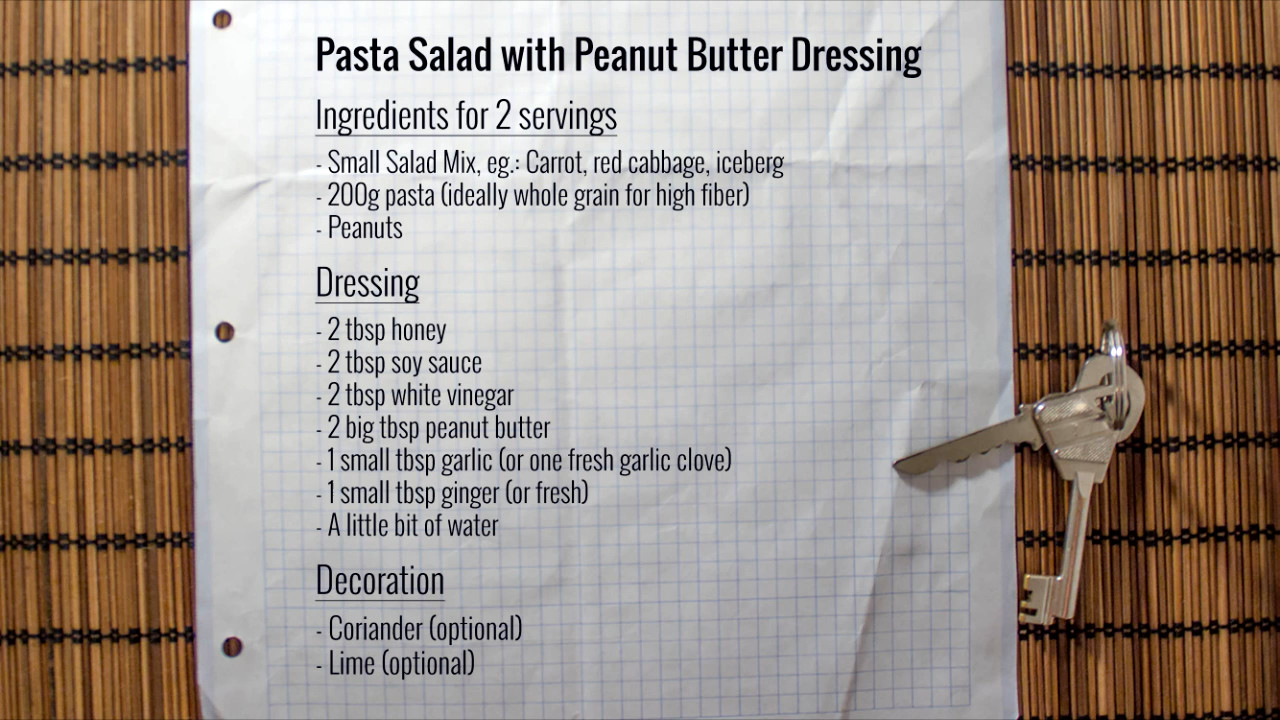 Pasta Salad with Peanut Butter Dressing
Ingredients for 2 servings
- Small Salad Mix, eg.: Carrot, red cabbage, iceberg
- 200g pasta (ideally whole grain for high fiber)
- Peanuts
Dressing
- 2 tbsp honey
- 2 tbsp soy sauce
- 2 tbsp white vinegar
- 2 big tbsp peanut butter
- 1 small tbsp garlic (or one fresh garlic clove)
- 1 small tbsp ginger (or fresh)
- A little bit of water
Decoration
- Coriander (optional)
- Lime (optional)